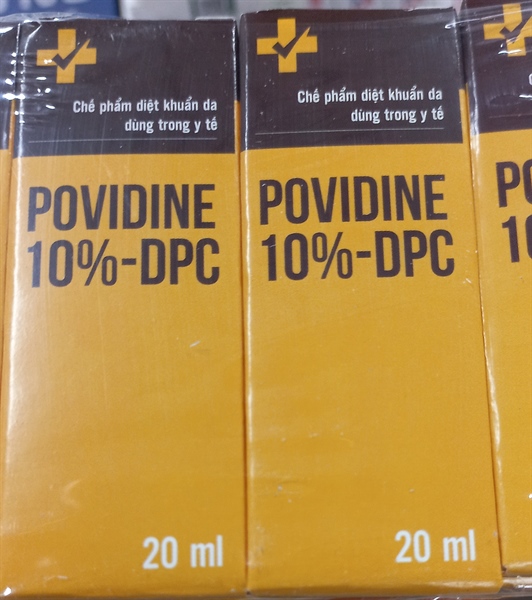 Chế phẩm diệt khuẩn da
dùng trong y tế
POVIDINE
10%-DPC
20 ml
Chế phẩm diệt khuẩn da
dùng trong y tế
POVIDINE
10%-DPC
20 ml